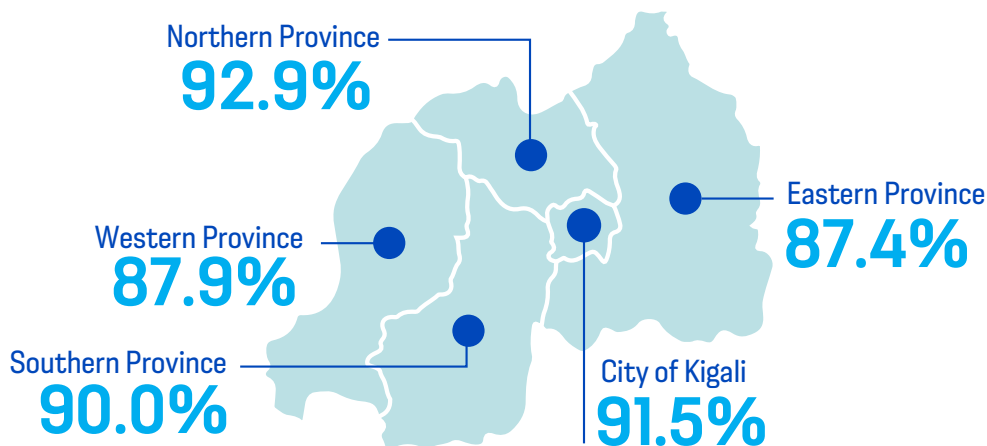 Northern Province
92.9%
Eastern Province
87.4%
Western Province
87.9%
Southern Province
90.0%
City of Kigali
91.5%